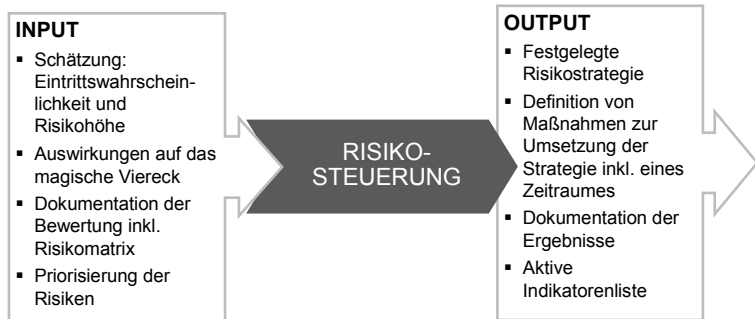 INPUT
▪ Schätzung:
Eintrittswahrschein-
lichkeit und
Risikohöhe
▪ Auswirkungen auf das
magische Viereck
▪ Dokumentation der
Bewertung inkl.
Risikomatrix
▪ Priorisierung der
Risiken
RISIKO-
STEUERUNG
OUTPUT
▪ Festgelegte
Risikostrategie
▪ Definition von
Maßnahmen zur
Umsetzung der
Strategie inkl. eines
Zeitraumes
▪ Dokumentation der
Ergebnisse
▪ Aktive
Indikatorenliste